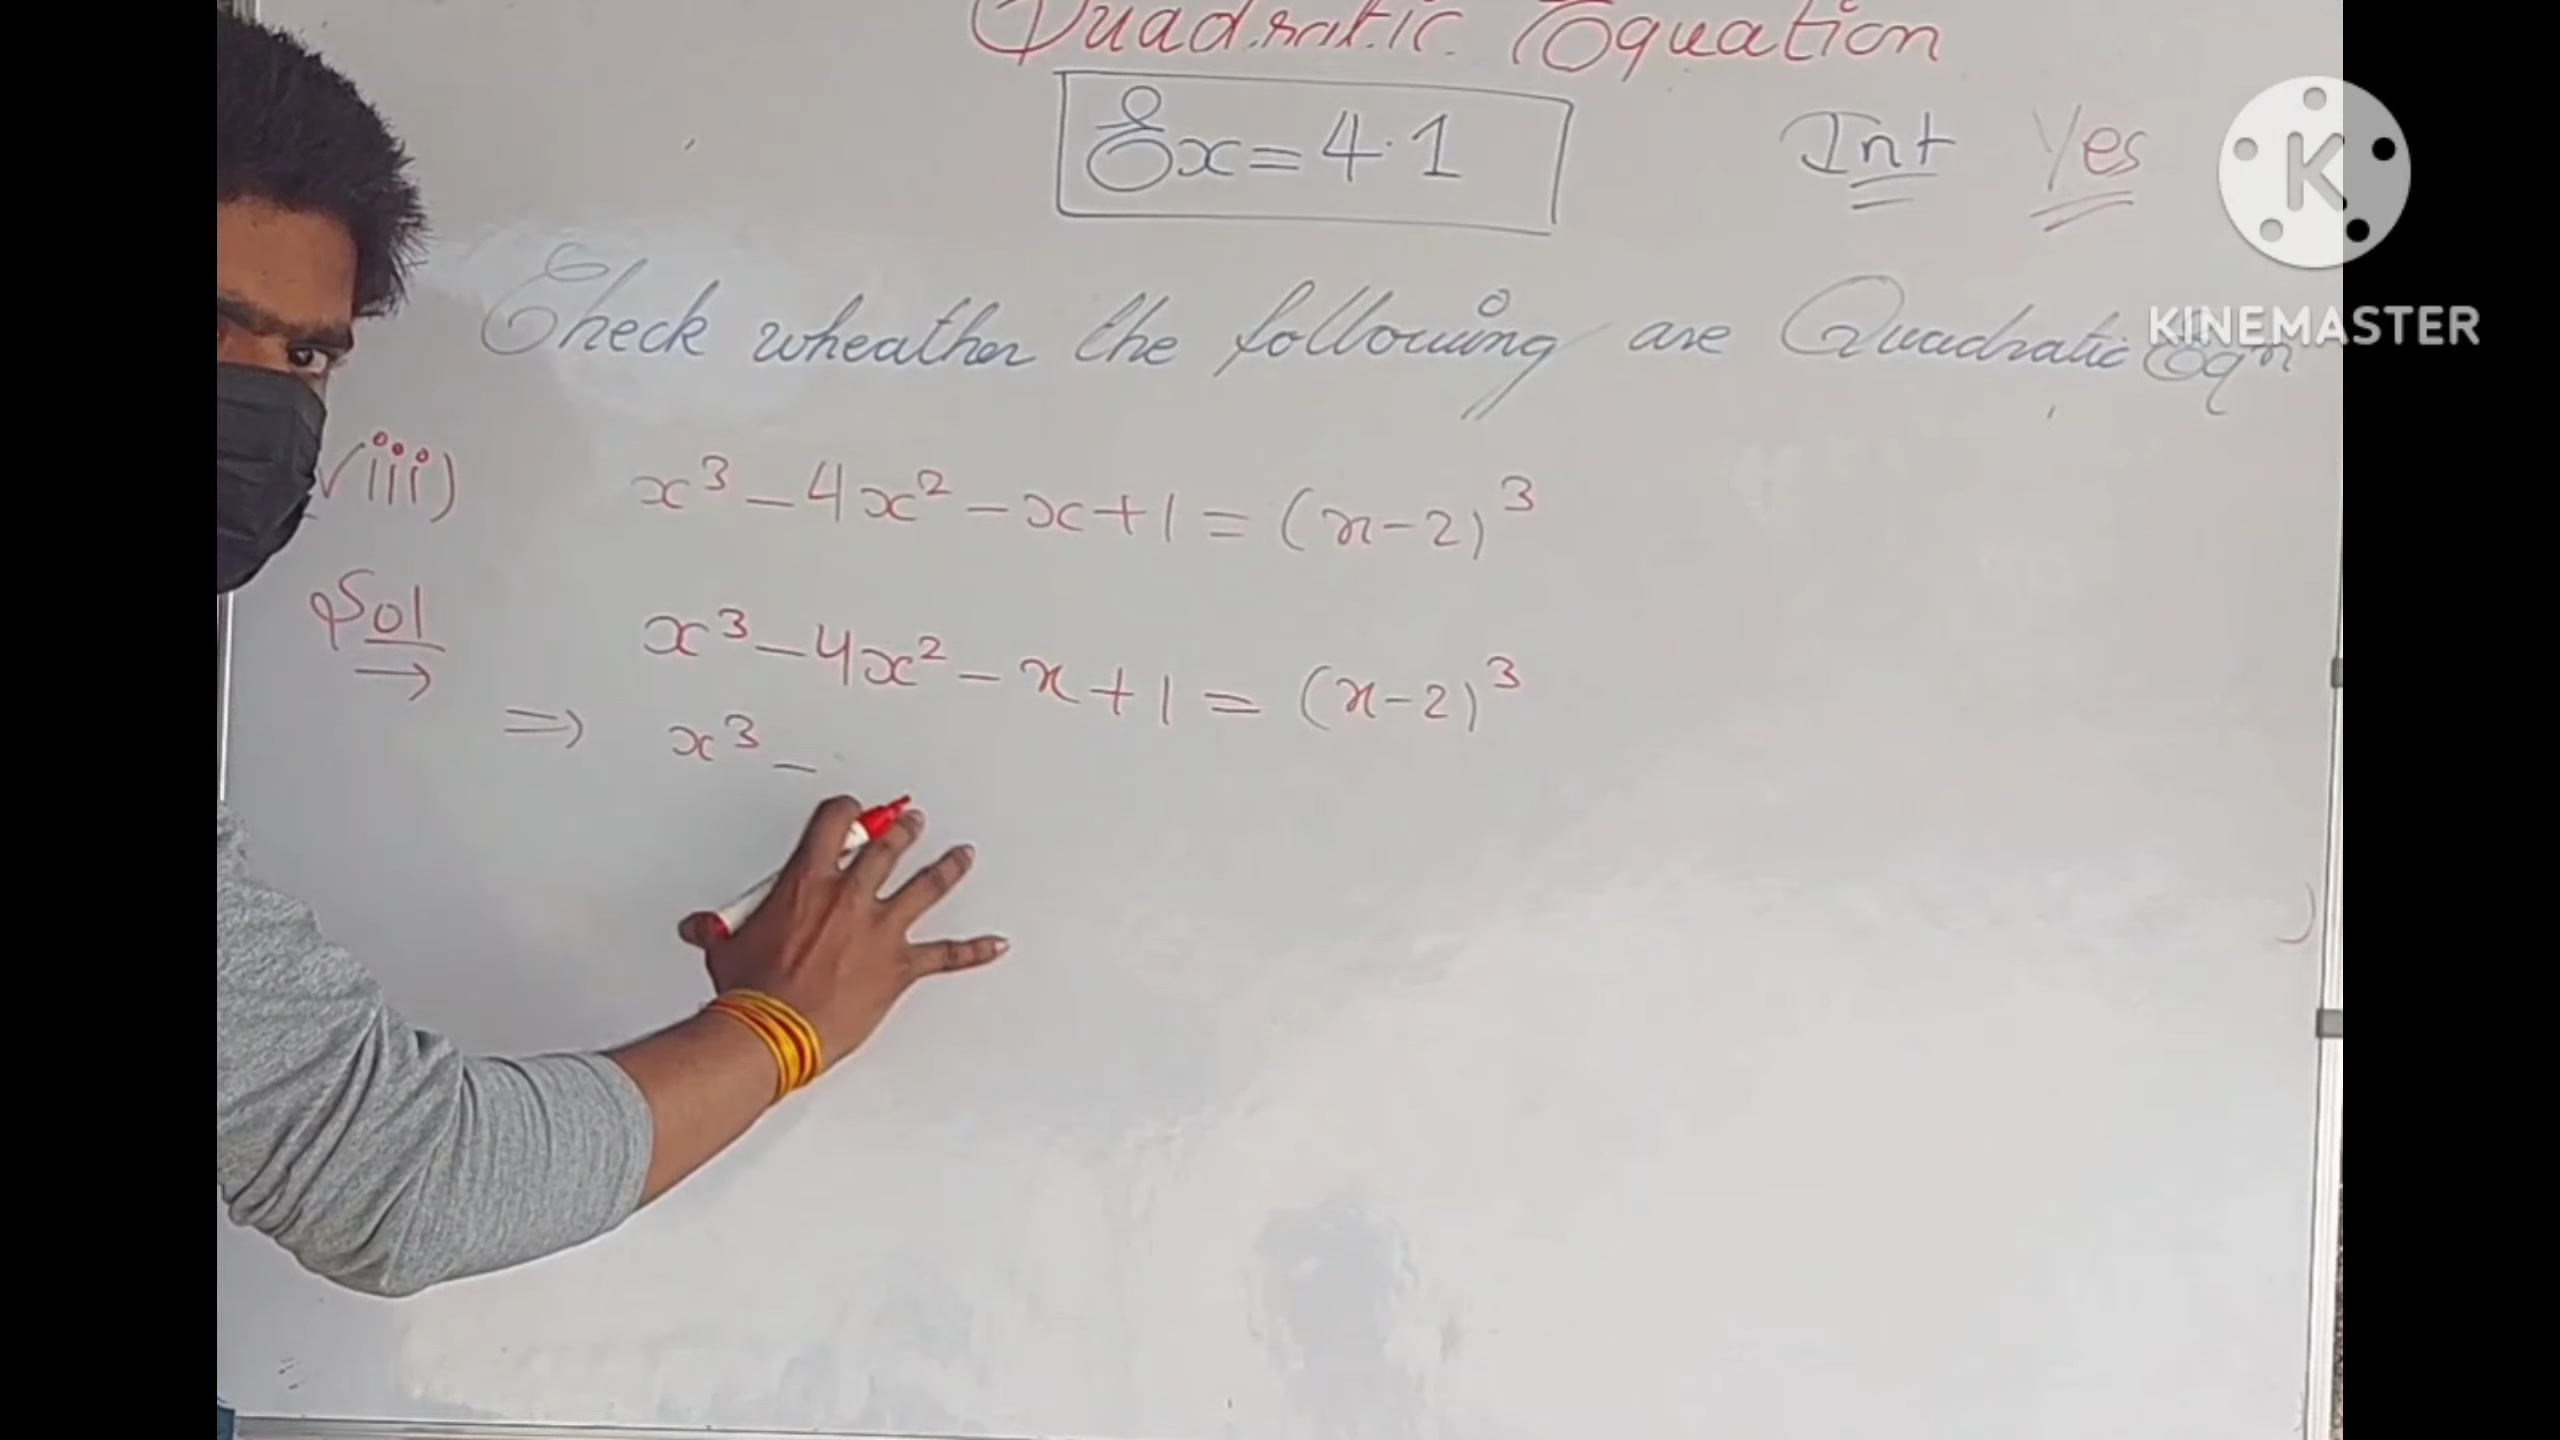 Quadratic Equation
Ex = 4.1
Int Yes
K
KINEMASTER
Check wheather the following are Quadratic Eqn
viii) x³ - 4x² - x + 1 = (x-2)³
Sol x³ - 4x² - x + 1 = (x-2)³
→
⇒ x³ -